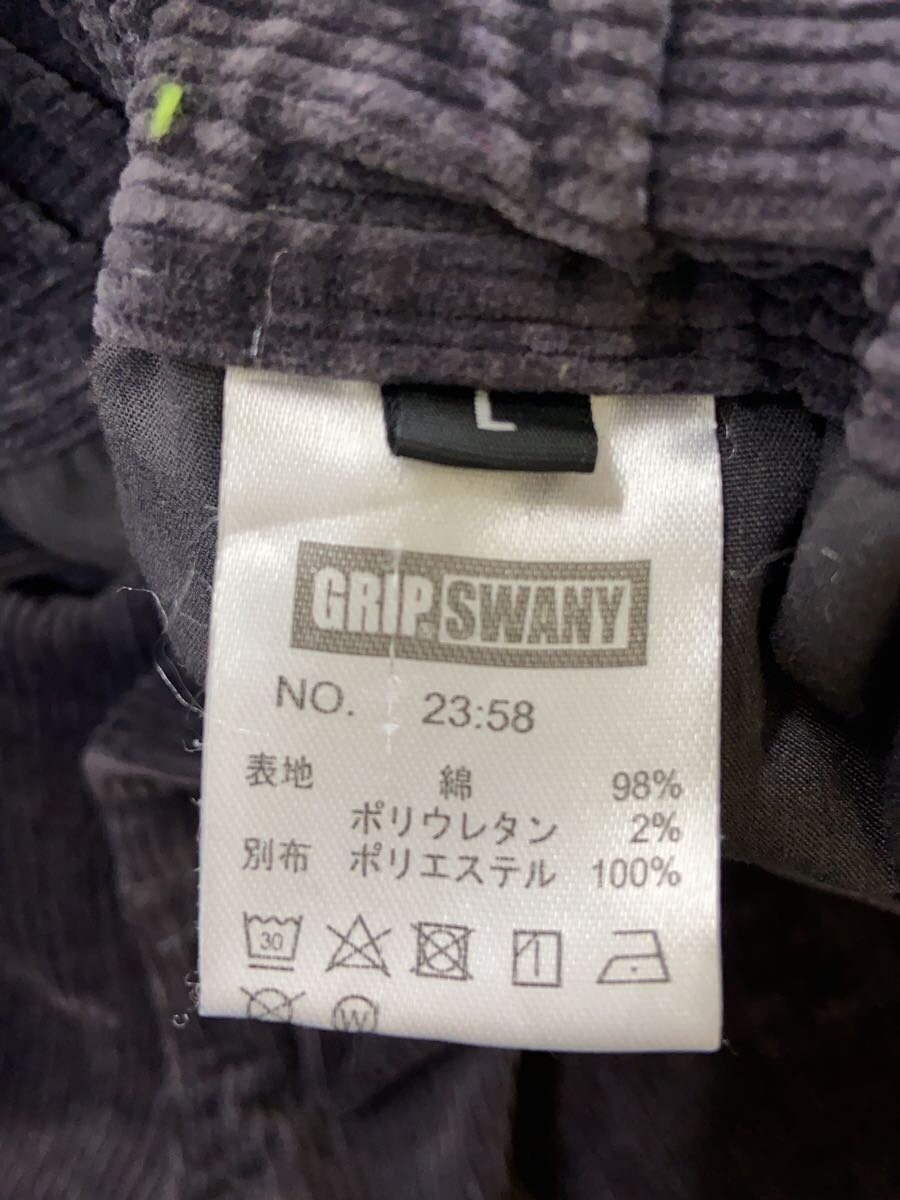 L
GRIP SWANY
NO. 23:58
表地 綿 98%
ポリウレタン 2%
別布 ポリエステル 100%
30
W